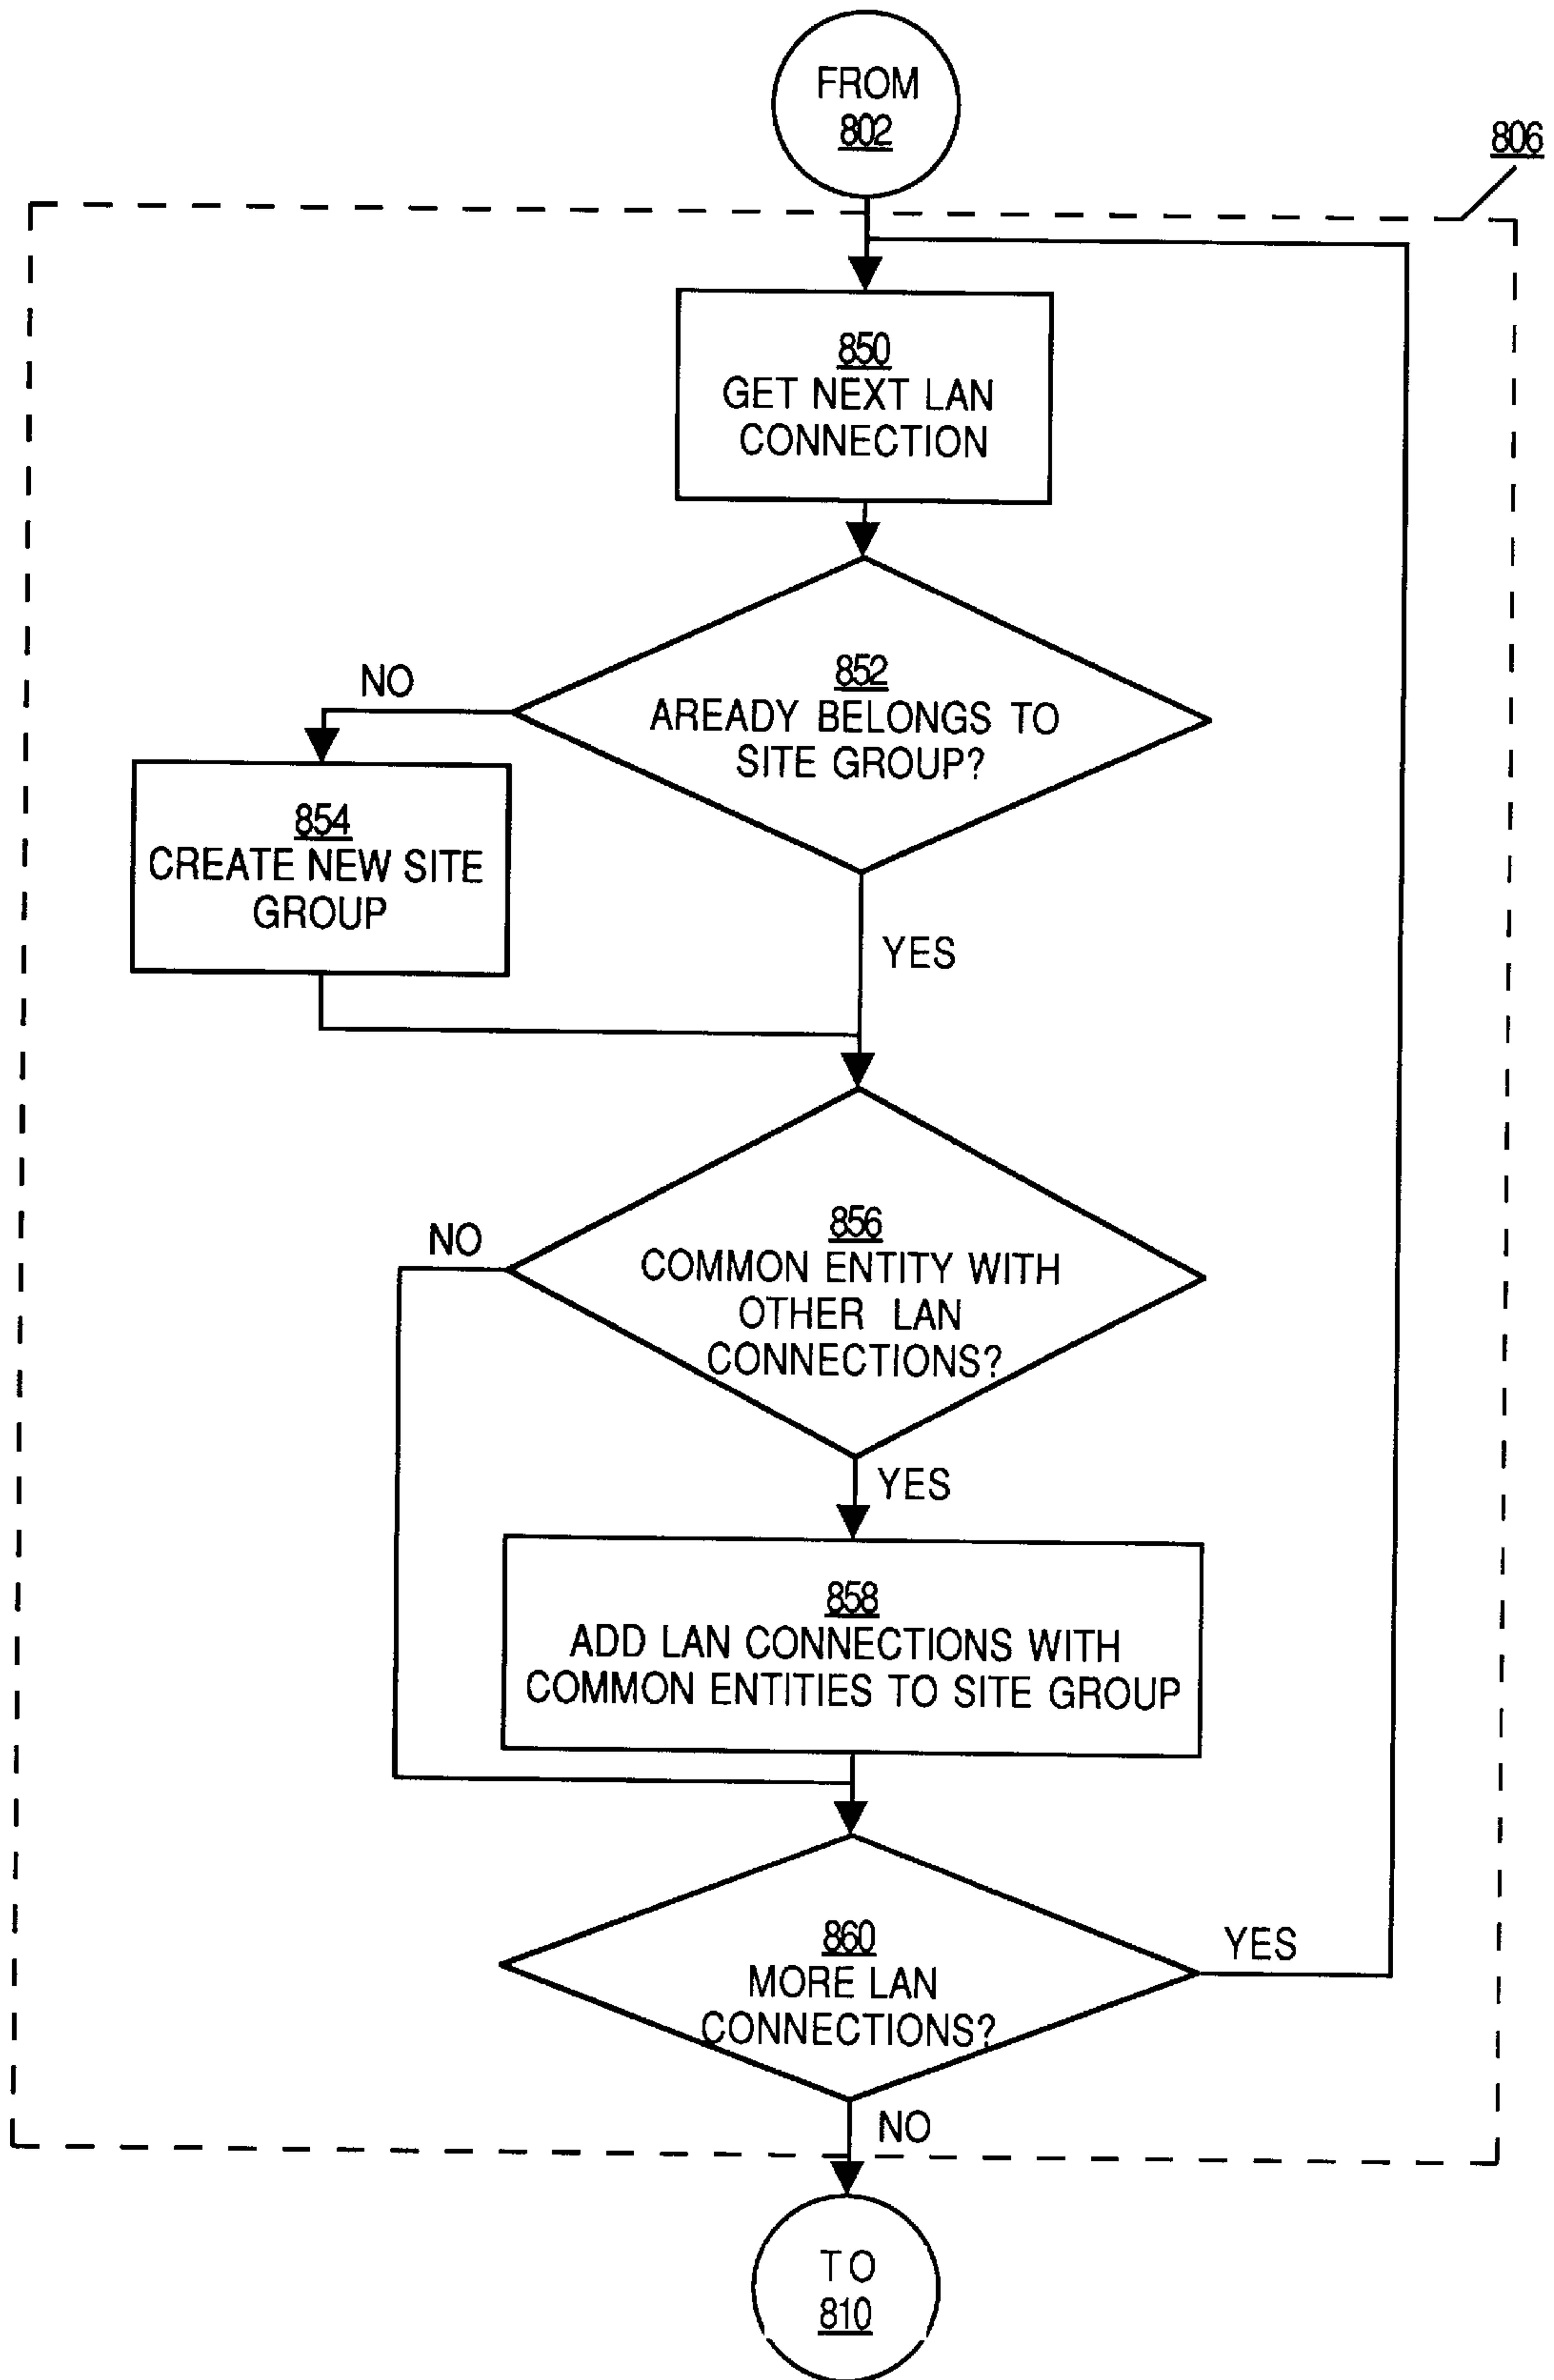 FROM
802
806
850
GET NEXT LAN
CONNECTION
852
AREADY BELONGS TO
SITE GROUP?
NO
YES
854
CREATE NEW SITE
GROUP
856
COMMON ENTITY WITH
OTHER LAN
CONNECTIONS?
NO
YES
858
ADD LAN CONNECTIONS WITH
COMMON ENTITIES TO SITE GROUP
860
MORE LAN
CONNECTIONS?
YES
NO
TO
810